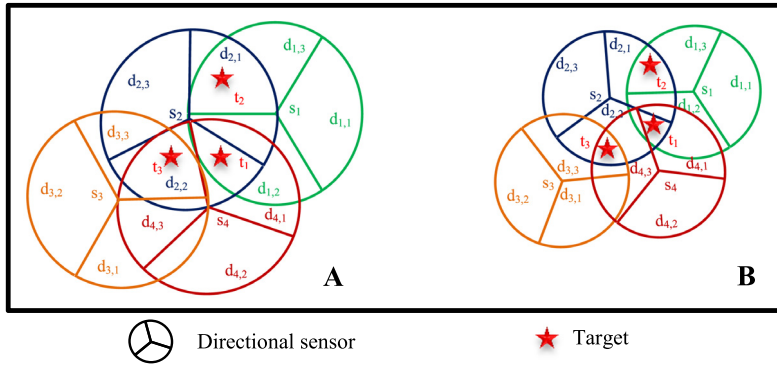 d2,1
d1,3
d2,3
t2
s2
s1
d1,1
d3,3
t3
t1
d2,2
d1,2
d3,2
s3
s4
d4,1
d4,3
d3,1
d4,2
A
d2,1
d1,3
d2,3
t2
s2
s1
d1,1
d2,2
d1,2
t3
t1
d3,3
d4,3
d4,1
s3
s4
d3,2
d3,1
d4,2
B
Directional sensor
Target